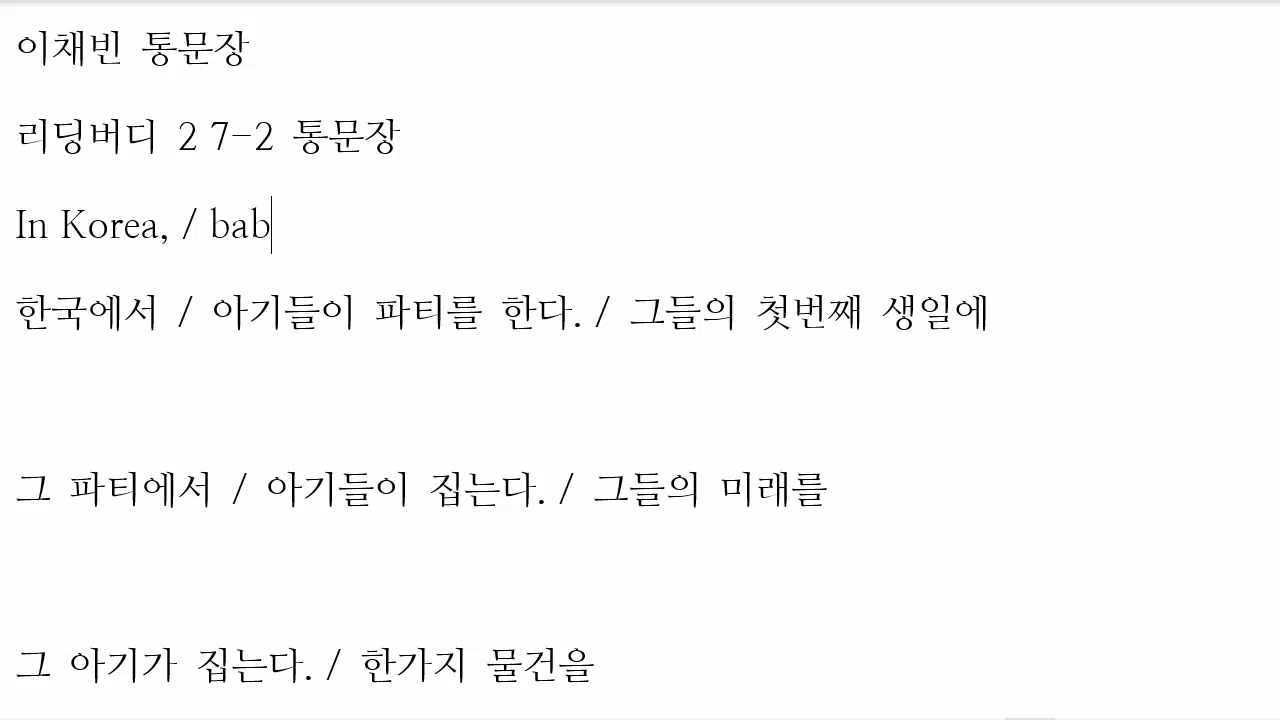 이채빈 통문장
리딩버디 2 7-2 통문장
In Korea, / bab
한국에서 / 아기들이 파티를 한다. / 그들의 첫번째 생일에
그 파티에서 / 아기들이 집는다. / 그들의 미래를
그 아기가 집는다. / 한가지 물건을